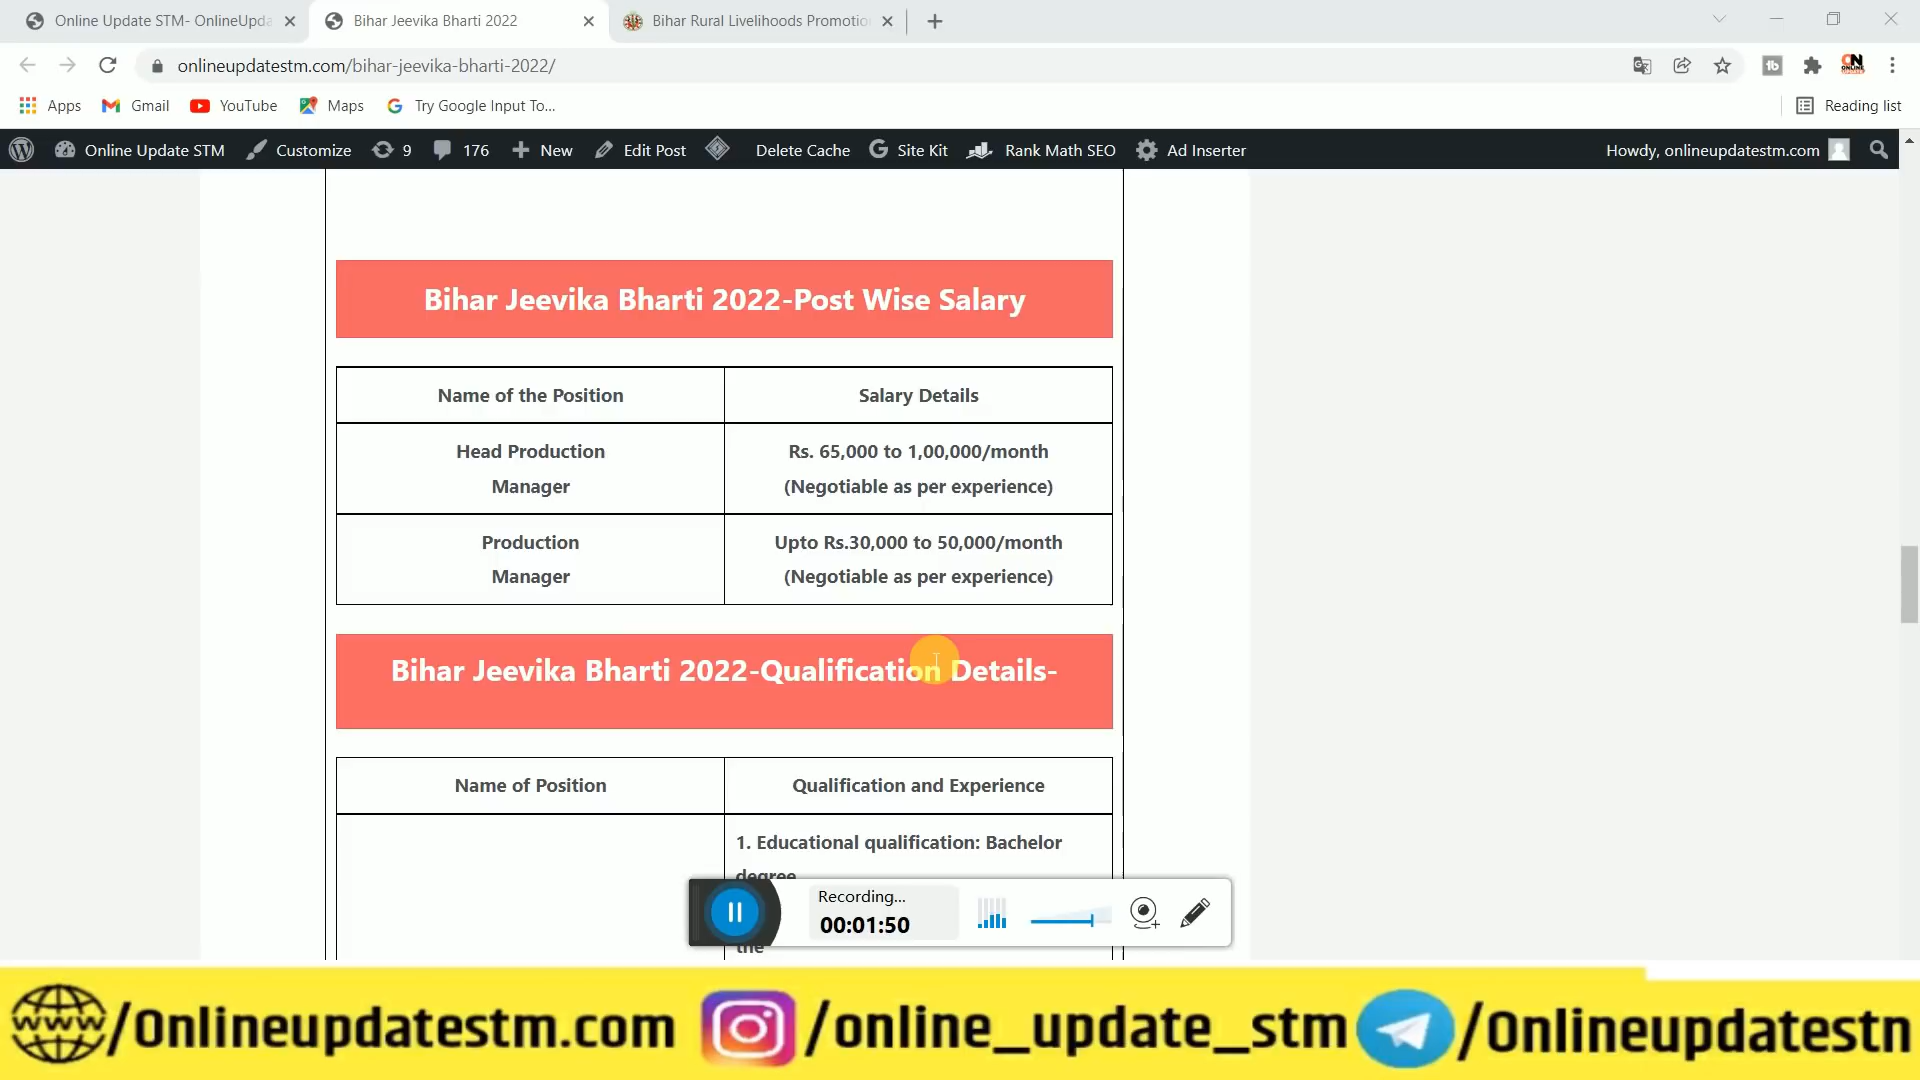 Online Update STM- OnlineUpda
Bihar Jeevika Bharti 2022
Bihar Rural Livelihoods Promotio
onlineupdatestm.com/bihar-jeevika-bharti-2022/
Apps
Gmail
YouTube
Maps
Try Google Input To...
Reading list
Online Update STM
Customize
9
176
New
Edit Post
Delete Cache
Site Kit
Rank Math SEO
Ad Inserter
Howdy, onlineupdatestm.com
Bihar Jeevika Bharti 2022-Post Wise Salary
Name of the Position
Salary Details
Head Production
Manager
Rs. 65,000 to 1,00,000/month
(Negotiable as per experience)
Production
Manager
Upto Rs.30,000 to 50,000/month
(Negotiable as per experience)
Bihar Jeevika Bharti 2022-Qualification Details-
Name of Position
Qualification and Experience
1. Educational qualification: Bachelor
degree
the
Recording...
00:01:50
www/Onlineupdatestm.com
/online_update_stm
/Onlineupdatestn